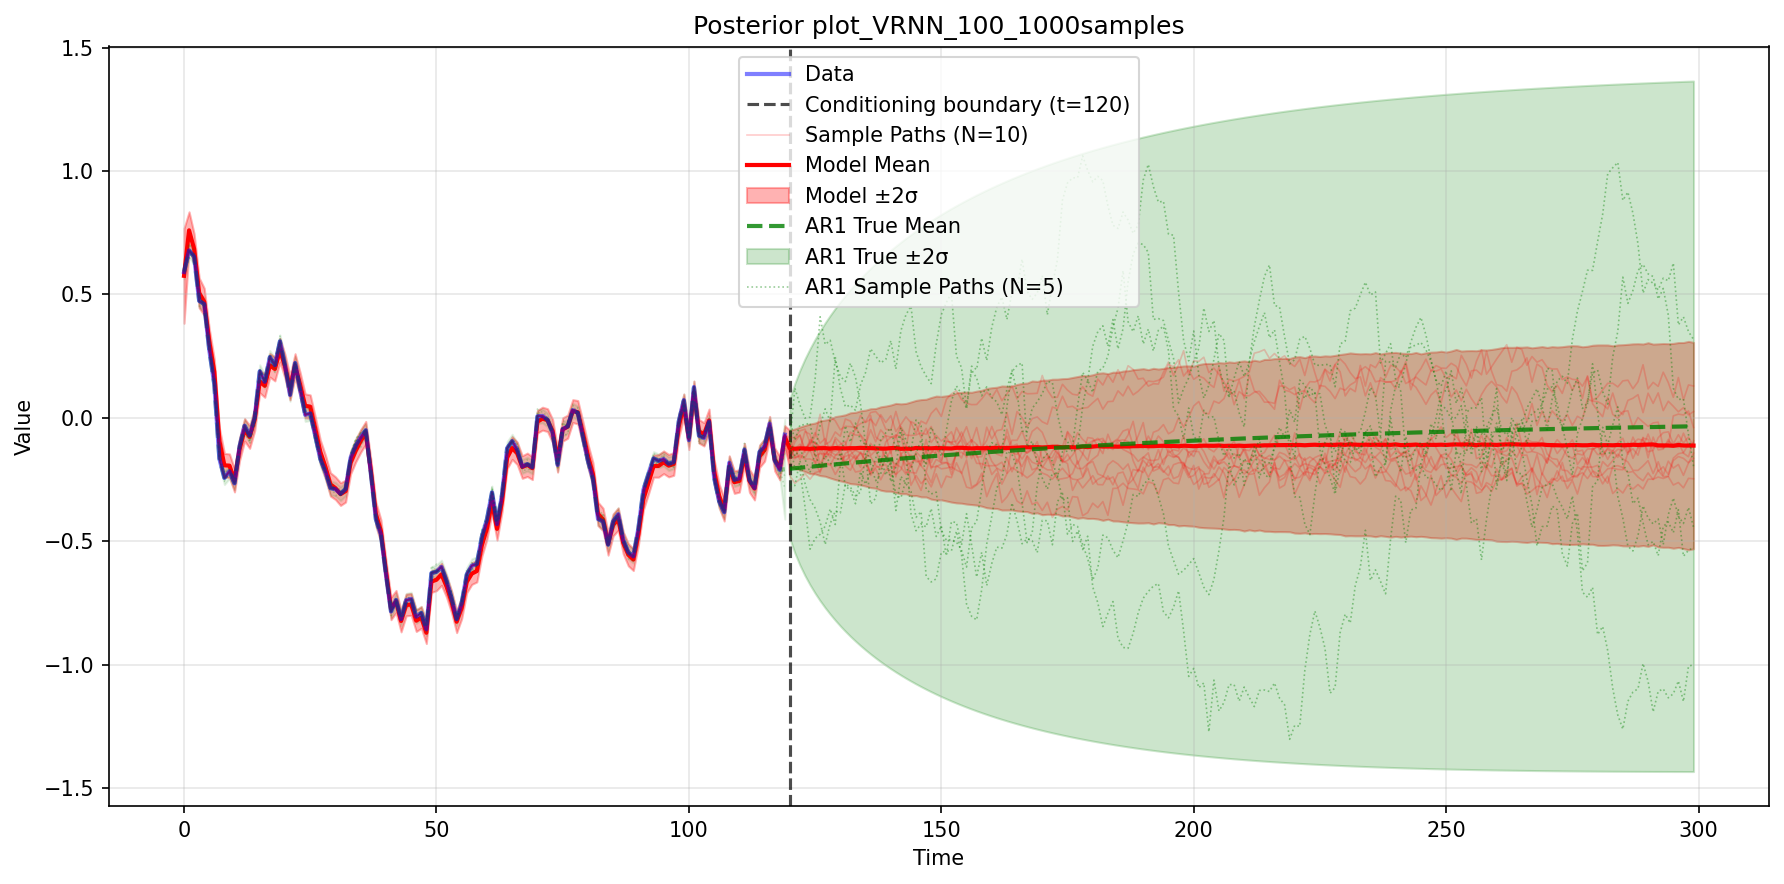 Posterior plot_VRNN_100_1000samples
1.5
1.0
0.5
0.0
−0.5
−1.0
−1.5
Value
Data
Conditioning boundary (t=120)
Sample Paths (N=10)
Model Mean
Model ±2σ
AR1 True Mean
AR1 True ±2σ
AR1 Sample Paths (N=5)
0 50 100 150 200 250 300
Time